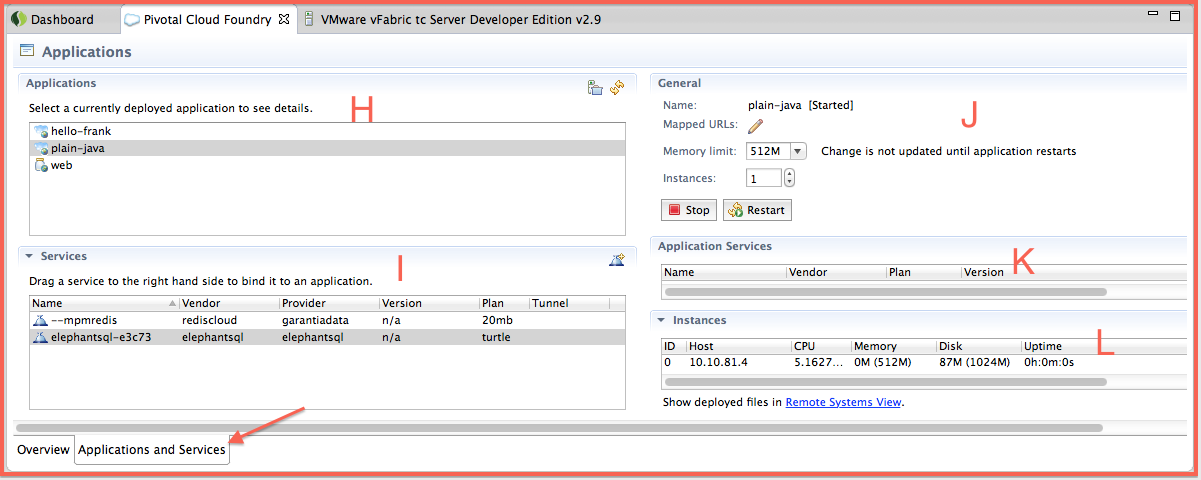 Dashboard Pivotal Cloud Foundry VMware vFabric tc Server Developer Edition v2.9
Applications
Applications
Select a currently deployed application to see details.
H
hello-frank
plain-java
web
Services
I
Drag a service to the right hand side to bind it to an application.
Name Vendor Provider Version Plan Tunnel
--mpmredis rediscloud garantiadata n/a 20mb
elephantsql-e3c73 elephantsql elephantsql n/a turtle
General
Name: plain-java [Started]
J
Mapped URLs:
Memory limit: 512M Change is not updated until application restarts
Instances: 1
Stop Restart
Application Services
K
Name Vendor Plan Version
Instances
L
ID Host CPU Memory Disk Uptime
0 10.10.81.4 5.1627... 0M (512M) 87M (1024M) 0h:0m:0s
Show deployed files in Remote Systems View.
Overview Applications and Services